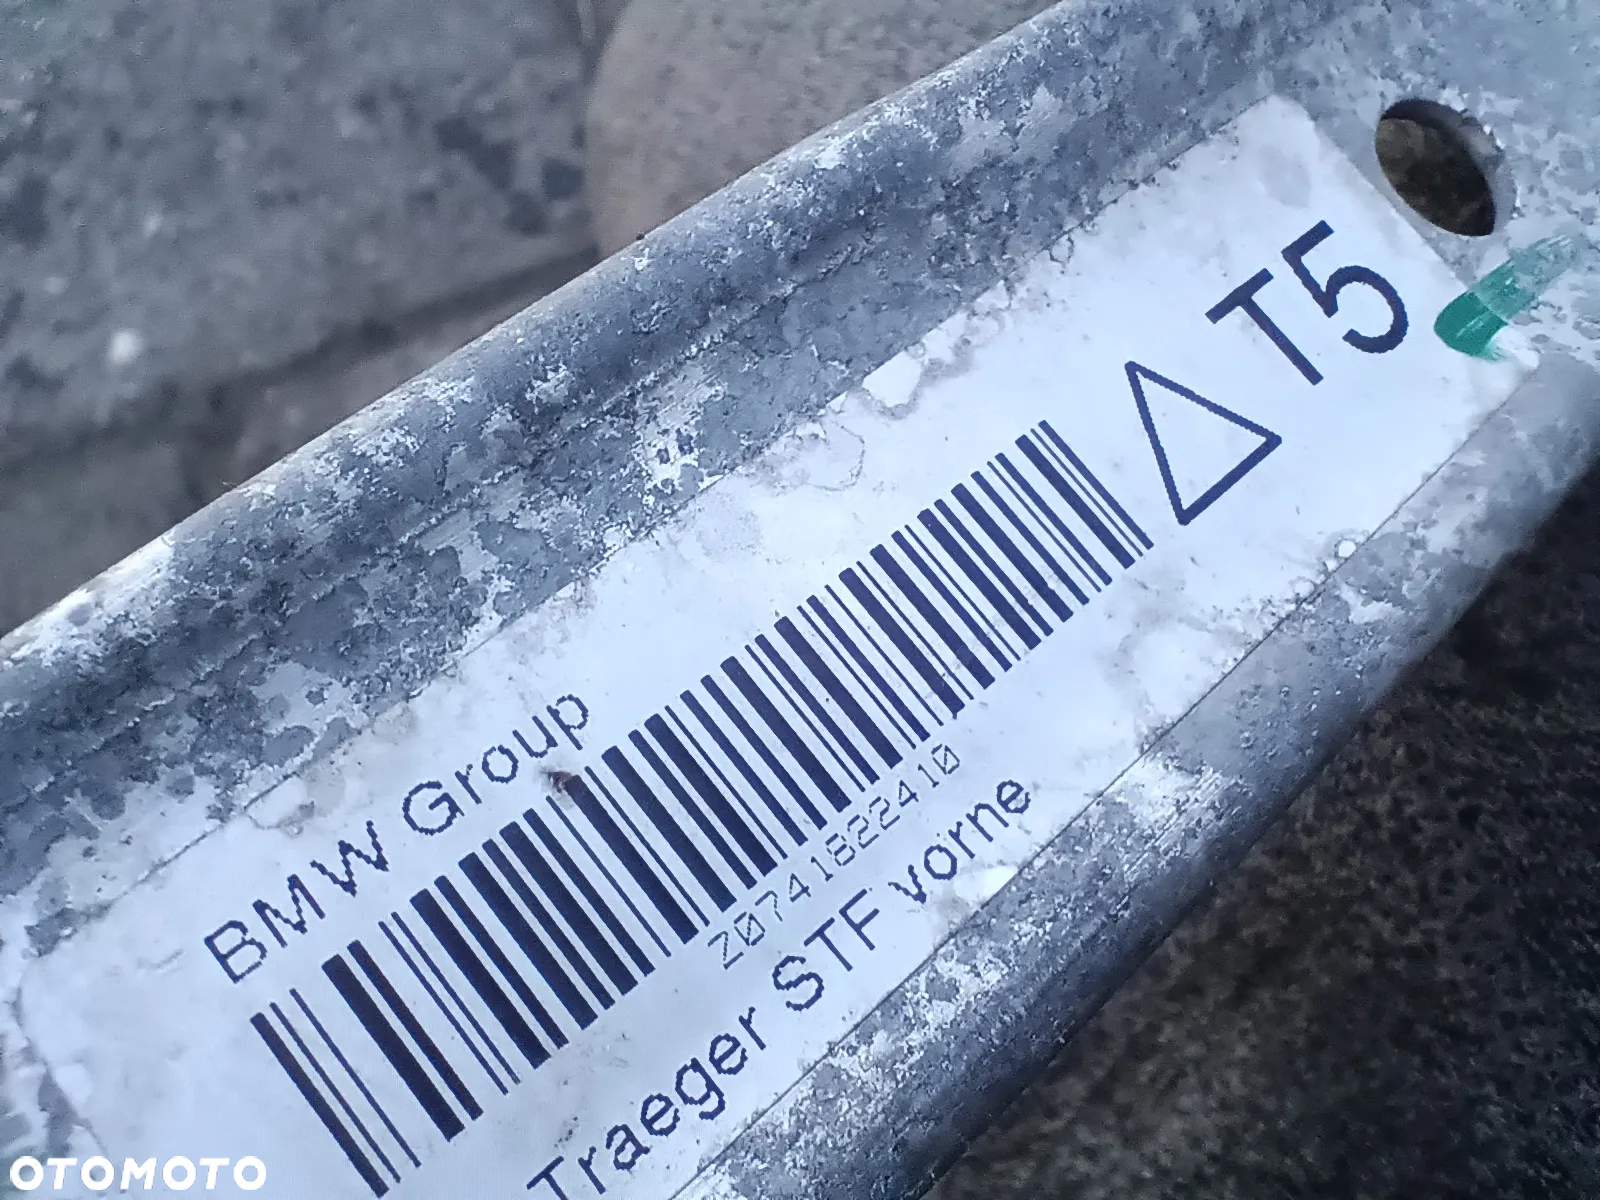 BMW Group
T5
Z0741822410
Traeger STF vorne
OTOMOTO